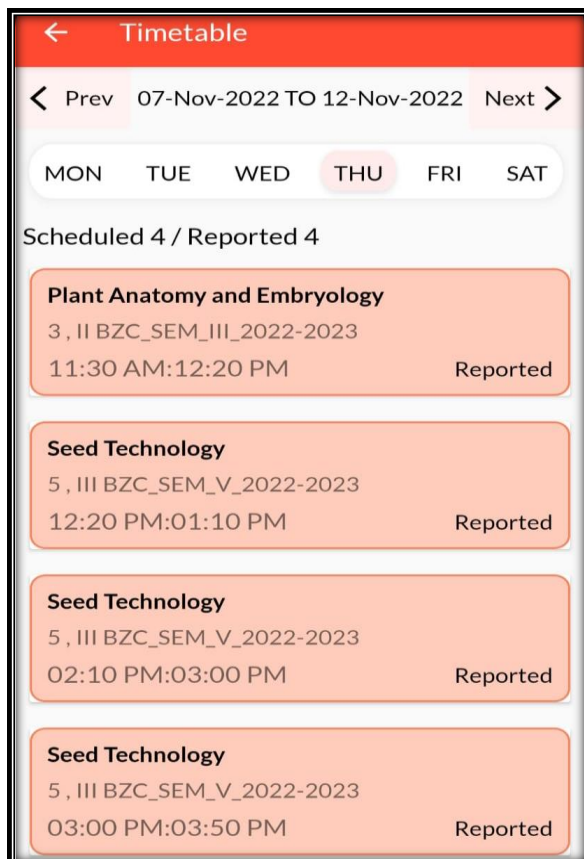 Timetable
Prev 07-Nov-2022 TO 12-Nov-2022 Next
MON TUE WED THU FRI SAT
Scheduled 4 / Reported 4
Plant Anatomy and Embryology
3 , II BZC_SEM_III_2022-2023
11:30 AM:12:20 PM Reported
Seed Technology
5 , III BZC_SEM_V_2022-2023
12:20 PM:01:10 PM Reported
Seed Technology
5 , III BZC_SEM_V_2022-2023
02:10 PM:03:00 PM Reported
Seed Technology
5 , III BZC_SEM_V_2022-2023
03:00 PM:03:50 PM Reported